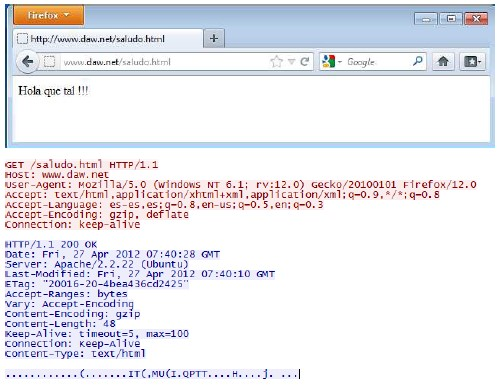 Firefox
http://www.daw.net/saludo.html
www.daw.net/saludo.html
Google
Hola que tal !!!
GET /saludo.html HTTP/1.1
Host: www.daw.net
User-Agent: Mozilla/5.0 (Windows NT 6.1; rv:12.0) Gecko/20100101 Firefox/12.0
Accept: text/html,application/xhtml+xml,application/xml;q=0.9,*/*;q=0.8
Accept-Language: es-es,es;q=0.8,en-us;q=0.5,en;q=0.3
Accept-Encoding: gzip, deflate
Connection: keep-alive
HTTP/1.1 200 OK
Date: Fri, 27 Apr 2012 07:40:28 GMT
Server: Apache/2.2.22 (Ubuntu)
Last-Modified: Fri, 27 Apr 2012 07:40:10 GMT
ETag: "20016-20-4bea436cd2425"
Accept-Ranges: bytes
Vary: Accept-Encoding
Content-Encoding: gzip
Content-Length: 48
Keep-Alive: timeout=5, max=100
Connection: Keep-Alive
Content-Type: text/html
............(.......IT(,MU(I.QPTT....H....j. ...